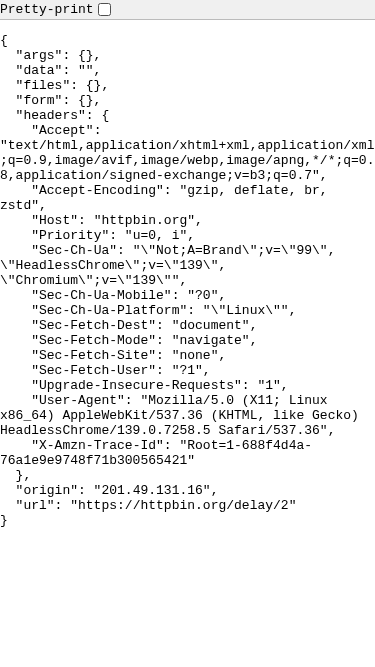 Pretty-print
{
  "args": {},
  "data": "",
  "files": {},
  "form": {},
  "headers": {
    "Accept":
"text/html,application/xhtml+xml,application/xml
;q=0.9,image/avif,image/webp,image/apng,*/*;q=0.
8,application/signed-exchange;v=b3;q=0.7",
    "Accept-Encoding": "gzip, deflate, br,
zstd",
    "Host": "httpbin.org",
    "Priority": "u=0, i",
    "Sec-Ch-Ua": "\"Not;A=Brand\";v=\"99\",
\"HeadlessChrome\";v=\"139\",
\"Chromium\";v=\"139\"",
    "Sec-Ch-Ua-Mobile": "?0",
    "Sec-Ch-Ua-Platform": "\"Linux\"",
    "Sec-Fetch-Dest": "document",
    "Sec-Fetch-Mode": "navigate",
    "Sec-Fetch-Site": "none",
    "Sec-Fetch-User": "?1",
    "Upgrade-Insecure-Requests": "1",
    "User-Agent": "Mozilla/5.0 (X11; Linux
x86_64) AppleWebKit/537.36 (KHTML, like Gecko)
HeadlessChrome/139.0.7258.5 Safari/537.36",
    "X-Amzn-Trace-Id": "Root=1-688f4d4a-
76a1e9e9748f71b300565421"
  },
  "origin": "201.49.131.16",
  "url": "https://httpbin.org/delay/2"
}